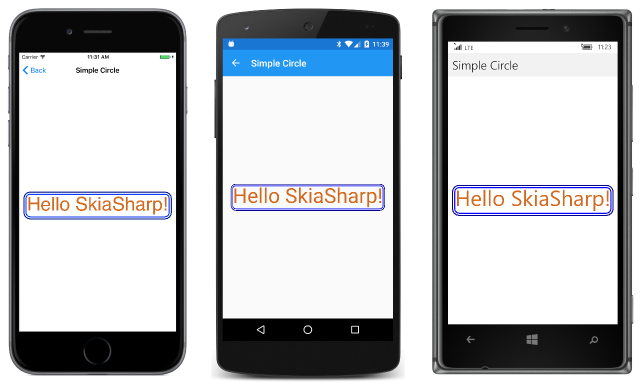 Carrier 11:31 AM
Back Simple Circle
Hello SkiaSharp!
11:39
Simple Circle
Hello SkiaSharp!
LTE 11:23
Simple Circle
Hello SkiaSharp!